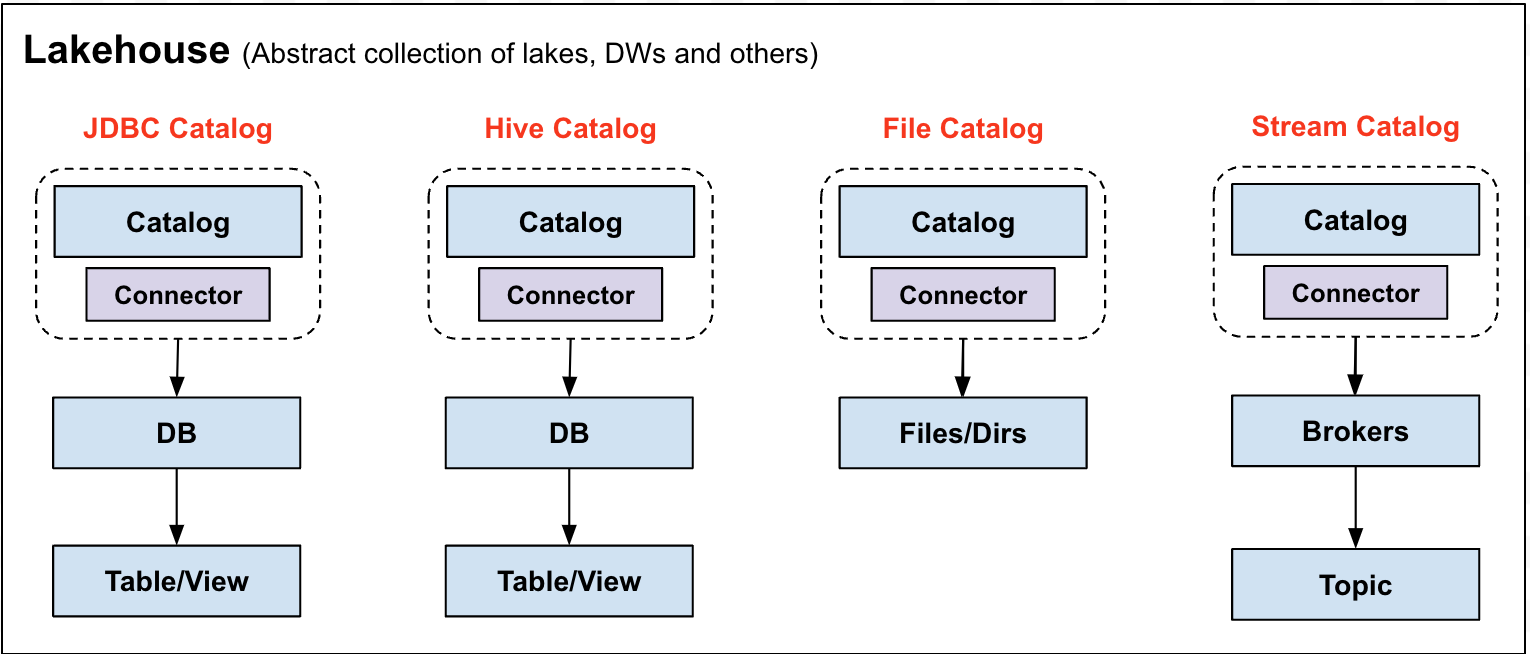 Lakehouse (Abstract collection of lakes, DWs and others)
JDBC Catalog
Hive Catalog
File Catalog
Stream Catalog
Catalog
Catalog
Catalog
Catalog
Connector
Connector
Connector
Connector
DB
DB
Files/Dirs
Brokers
Table/View
Table/View
Topic